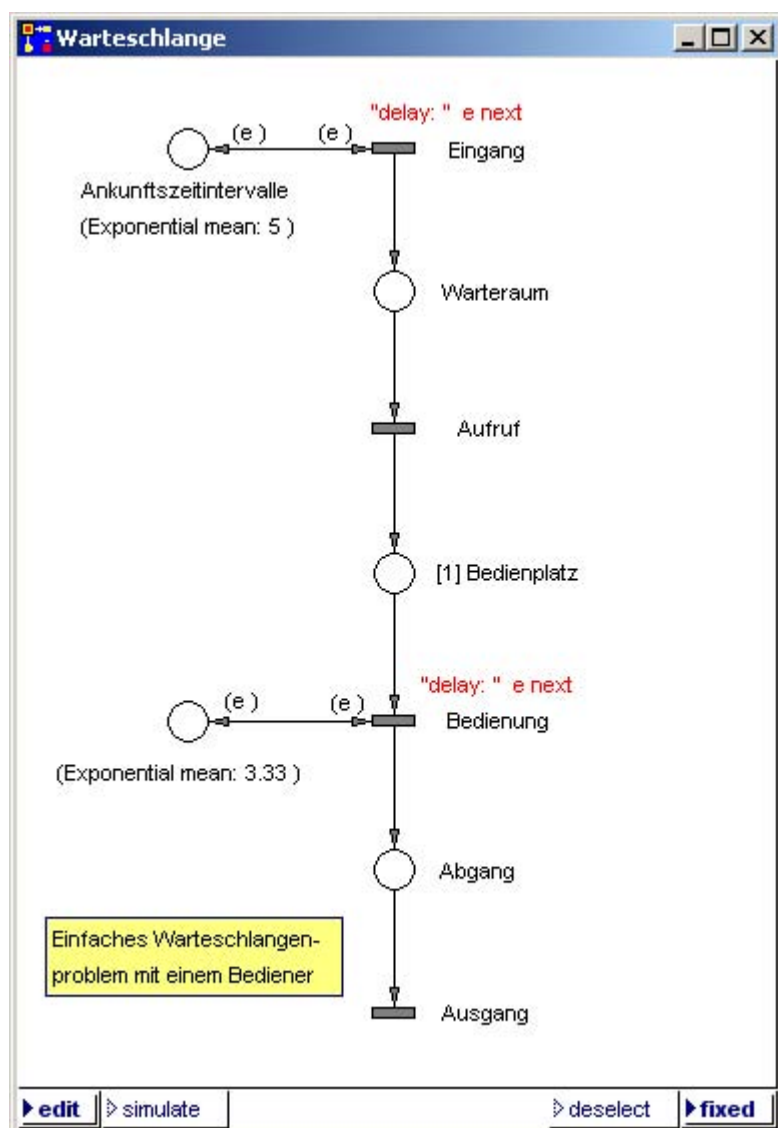 Warteschlange
"delay: " e next
(e ) (e )
Eingang
Ankunftszeitintervalle
(Exponential mean: 5 )
Warteraum
Aufruf
[1] Bedienplatz
"delay: " e next
(e ) (e )
Bedienung
(Exponential mean: 3.33 )
Abgang
Einfaches Warteschlangen-
problem mit einem Bediener
Ausgang
edit simulate deselect fixed